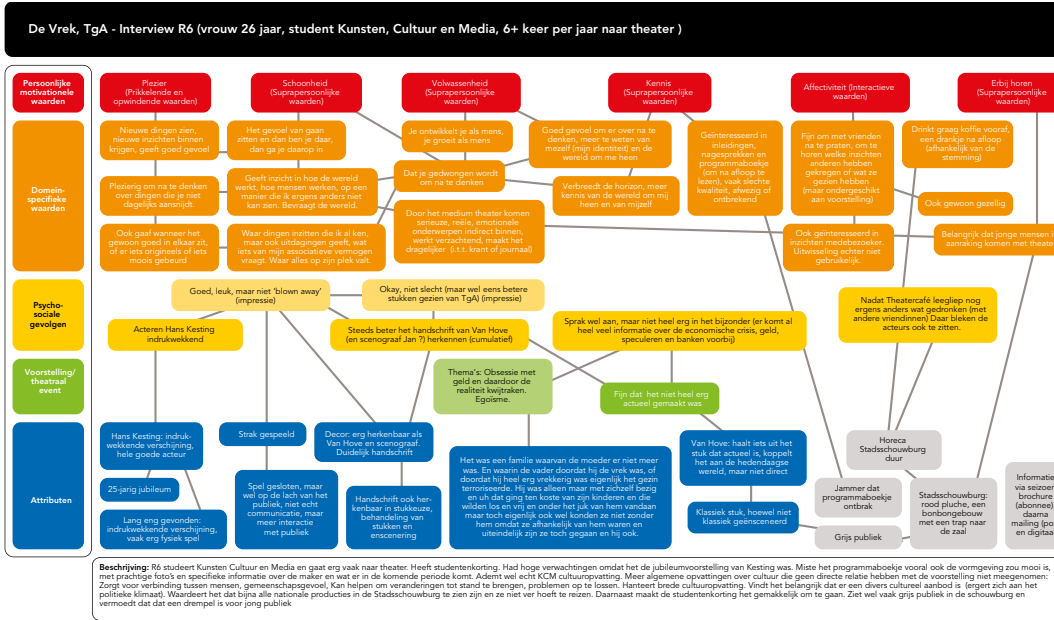 De Vrek, TgA - Interview R6 (vrouw 26 jaar, student Kunsten, Cultuur en Media, 6+ keer per jaar naar theater )
Persoonlijke
motivationele
waarden
Plezier
(Prikkelende en
opwindende waarden)
Schoonheid
(Suprapersoonlijke
waarden)
Volwassenheid
(Suprapersoonlijke
waarden)
Kennis
(Suprapersoonlijke
waarden)
Affectiviteit (Interactieve
waarden)
Erbij horen
(Suprapersoonlijke
waarden)
Domein-
specifieke
waarden
Nieuwe dingen zien,
nieuwe inzichten binnen
krijgen, geeft goed gevoel
Het gevoel van gaan
zitten en dan ben je daar,
dan ga je daarop in
Je ontwikkelt je als mens,
je groeit als mens
Goed gevoel om er over na te
denken, meer te weten van
mezelf (mijn identiteit) en de
wereld om me heen
Geïnteresseerd in
inleidingen,
nagesprekken en
programmaboekje
(om na afloop te
lezen), vaak slechte
kwaliteit, afwezig of
ontbrekend
Fijn om met vrienden
na te praten, om te
horen welke inzichten
anderen hebben
gekregen of wat ze
gezien hebben
(maar ondergeschikt
aan voorstelling)
Drinkt graag koffie vooraf,
een drankje na afloop
(afhankelijk van de
stemming)
Plezierig om na te denken
over dingen die je niet
dagelijks aansnijdt.
Geeft inzicht in hoe de wereld
werkt, hoe mensen werken, op een
manier die ik ergens anders niet
kan zien. Bevraagt de wereld.
Dat je gedwongen wordt
om na te denken
Verbreedt de horizon, meer
kennis van de wereld om mij
heen en van mijzelf
Ook gewoon gezellig
Ook gaaf wanneer het
gewoon goed in elkaar zit,
of er iets origineels of iets
moois gebeurd
Waar dingen inzitten die ik al ken,
maar ook uitdagingen geeft, wat
iets van mijn associatieve vermogen
vraagt. Waar alles op zijn plek valt.
Door het medium theater komen
serieuze, reële, emotionele
onderwerpen indirect binnen,
werkt verzachtend, maakt het
dragelijker (i.t.t. krant of journaal)
Ook geïnteresseerd in
inzichten medebezoeker.
Uitwisseling echter niet
gebruikelijk.
Belangrijk dat jonge mensen in
aanraking komen met theater
Psycho-
sociale
gevolgen
Goed, leuk, maar niet ‘blown away’
(impressie)
Okay, niet slecht (maar wel eens betere
stukken gezien van TgA) (impressie)
Acteren Hans Kesting
indrukwekkend
Steeds beter het handschrift van Van Hove
(en scenograaf Jan ?) herkennen (cumulatief)
Sprak wel aan, maar niet heel erg in het bijzonder (er komt al
heel veel informatie over de economische crisis, geld,
speculeren en banken voorbij)
Nadat Theatercafé leegliep nog
ergens anders wat gedronken (met
andere vriendinnen) Daar bleken de
acteurs ook te zitten.
Voorstelling/
theatraal
event
Thema’s: Obsessie met
geld en daardoor de
realiteit kwijtraken.
Egoïsme.
Fijn dat het niet heel erg
actueel gemaakt was
Attributen
Hans Kesting: indruk-
wekkende verschijning,
hele goede acteur
Strak gespeeld
Decor: erg herkenbaar als
Van Hove en scenograaf.
Duidelijk handschrift
Het was een familie waarvan de moeder er niet meer
was. En waarin de vader doordat hij de vrek was, of
doordat hij heel erg vrekkerig was eigenlijk het gezin
terroriseerde. Hij was alleen maar met zichzelf bezig
en uh dat ging ten koste van zijn kinderen en die
wilden los en vrij en onder het juk van hem vandaan
maar toch eigenlijk ook wel konden ze niet zonder
hem omdat ze afhankelijk van hem waren en
uiteindelijk zijn ze toch gegaan en hij ook.
Van Hove: haalt iets uit het
stuk dat actueel is, koppelt
het aan de hedendaagse
wereld, maar niet direct
Horeca
Stadsschouwburg
duur
25-jarig jubileum
Spel gesloten, maar
wel op de lach van het
publiek, niet echt
communicatie, maar
meer interactie
met publiek
Handschrift ook her-
kenbaar in stukkeuze,
behandeling van
stukken en
enscenering
Lang eng gevonden:
indrukwekkende verschijning,
vaak erg fysiek spel
Klassiek stuk, hoewel niet
klassiek geënsceneerd
Jammer dat
programmaboekje
ontbrak
Grijs publiek
Stadsschouwburg:
rood pluche, een
bonbongebouw
met een trap naar
de zaal
Informatie
via seizoens
brochure
(abonnee),
daarna
mailing (po
en digitaal
Beschrijving: R6 studeert Kunsten Cultuur en Media en gaat erg vaak naar theater. Heeft studentenkorting. Had hoge verwachtingen omdat het de jubileumvoorstelling van Kesting was. Miste het programmaboekje vooral ook de vormgeving zou mooi is,
met prachtige foto’s en specifieke informatie over de maker en wat er in de komende periode komt. Ademt wel echt KCM cultuuropvatting. Meer algemene opvattingen over cultuur die geen directe relatie hebben met de voorstelling niet meegenomen:
Zorgt voor verbinding tussen mensen, gemeenschapsgevoel, Kan helpen om veranderingen tot stand te brengen, problemen op te lossen. Hanteert brede cultuuropvatting. Vindt het belangrijk dat er een divers cultureel aanbod is (ergert zich aan het
politieke klimaat). Waardeert het dat bijna alle nationale producties in de Stadsschouwburg te zien zijn en ze niet ver hoeft te reizen. Daarnaast maakt de studentenkorting het gemakkelijk om te gaan. Ziet wel vaak grijs publiek in de schouwburg en
vermoedt dat dat een drempel is voor jong publiek